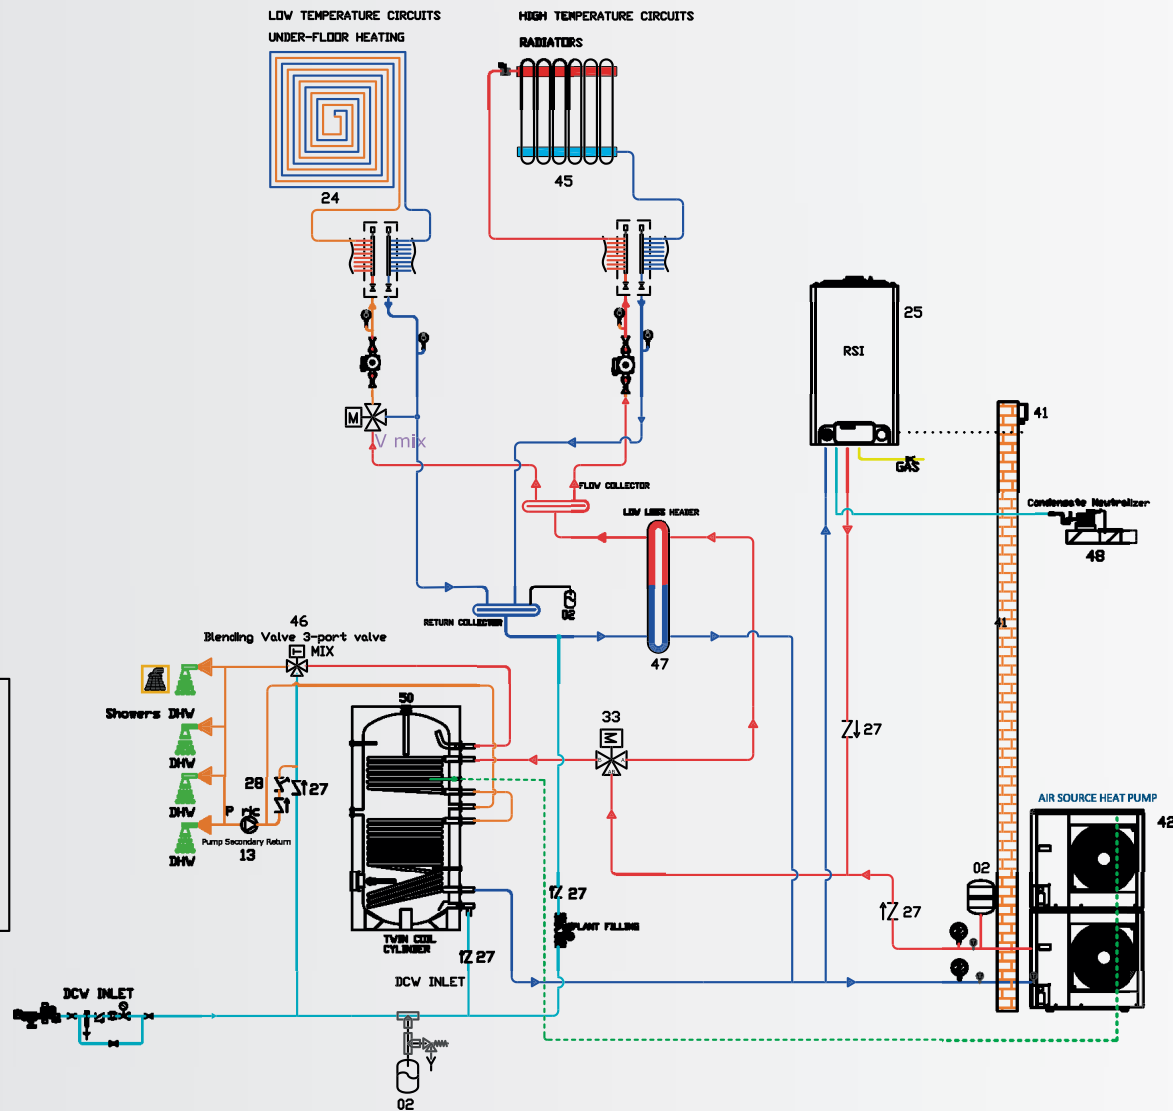 LOW TEMPERATURE CIRCUITS
UNDER-FLOOR HEATING
HIGH TEMPERATURE CIRCUITS
RADIATORS
24
45
25
RSI
M
V mix
41
GAS
FLOW COLLECTOR
LOW LOSS HEADER
Condensate Neutralizer
48
02
RETURN COLLECTOR
46
Blending Valve 3-port valve
T
MIX
41
47
Showers DHW
50
33
M
B
A
AB
27
DHW
28
27
AIR SOURCE HEAT PUMP
42
DHW
P ric
Pump Secondary Return
13
DHW
02
27
27
PLANT FILLING
TWIN COIL
CYLINDER
27
DCW INLET
DCW INLET
02